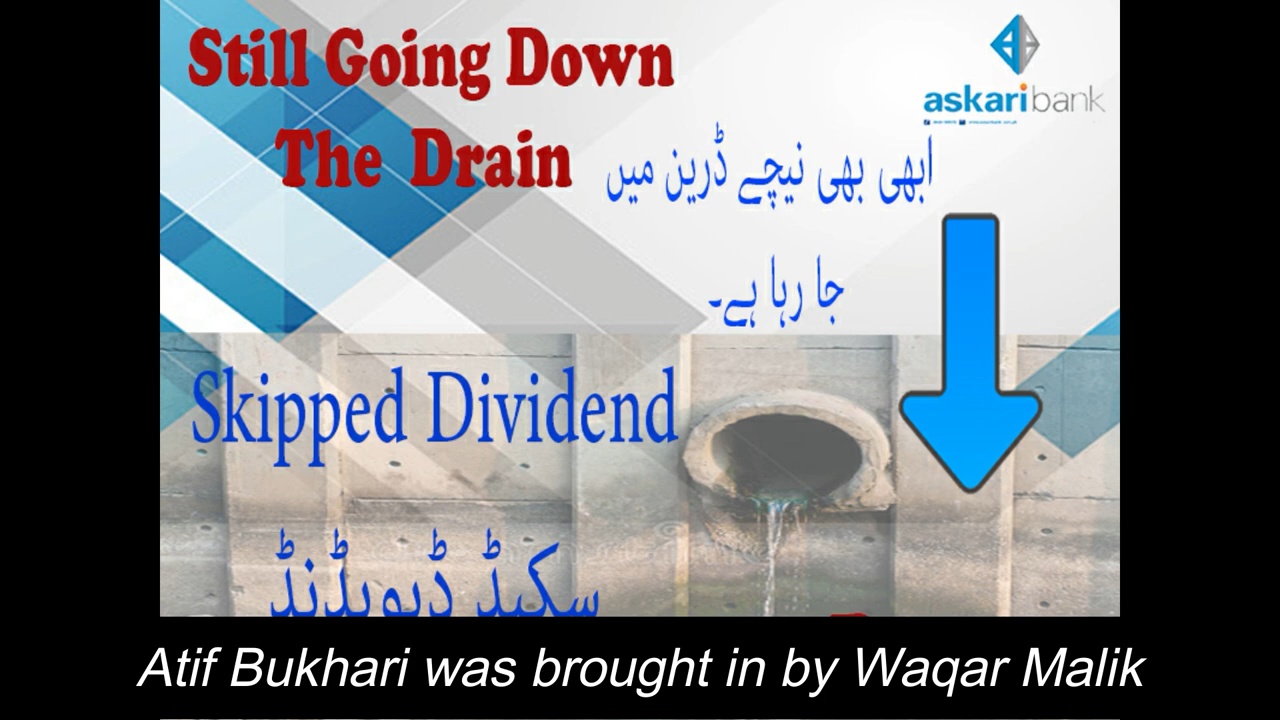 Still Going Down
The Drain
askaribank
ابھی بھی نیچے ڈرین میں
جا رہا ہے۔
Skipped Dividend
سکپڈ ڈیویڈنڈ
Atif Bukhari was brought in by Waqar Malik